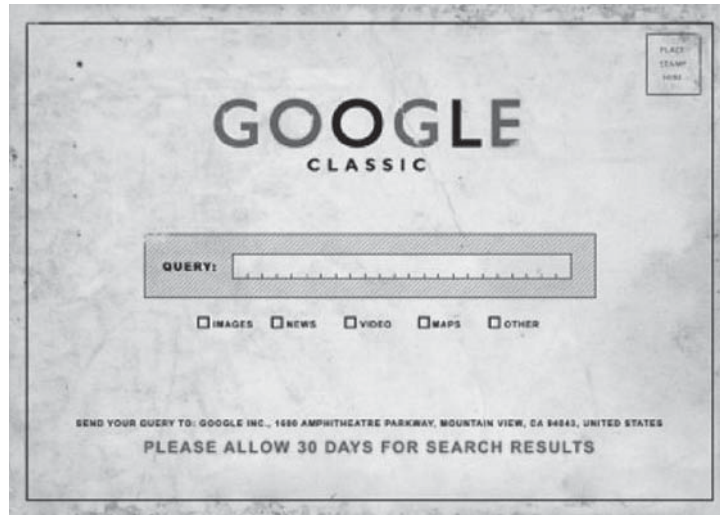 PLACE
STAMP
HERE
GOOGLE
CLASSIC
QUERY:
IMAGES NEWS VIDEO MAPS OTHER
SEND YOUR QUERY TO: GOOGLE INC., 1600 AMPHITHEATRE PARKWAY, MOUNTAIN VIEW, CA 94043, UNITED STATES
PLEASE ALLOW 30 DAYS FOR SEARCH RESULTS